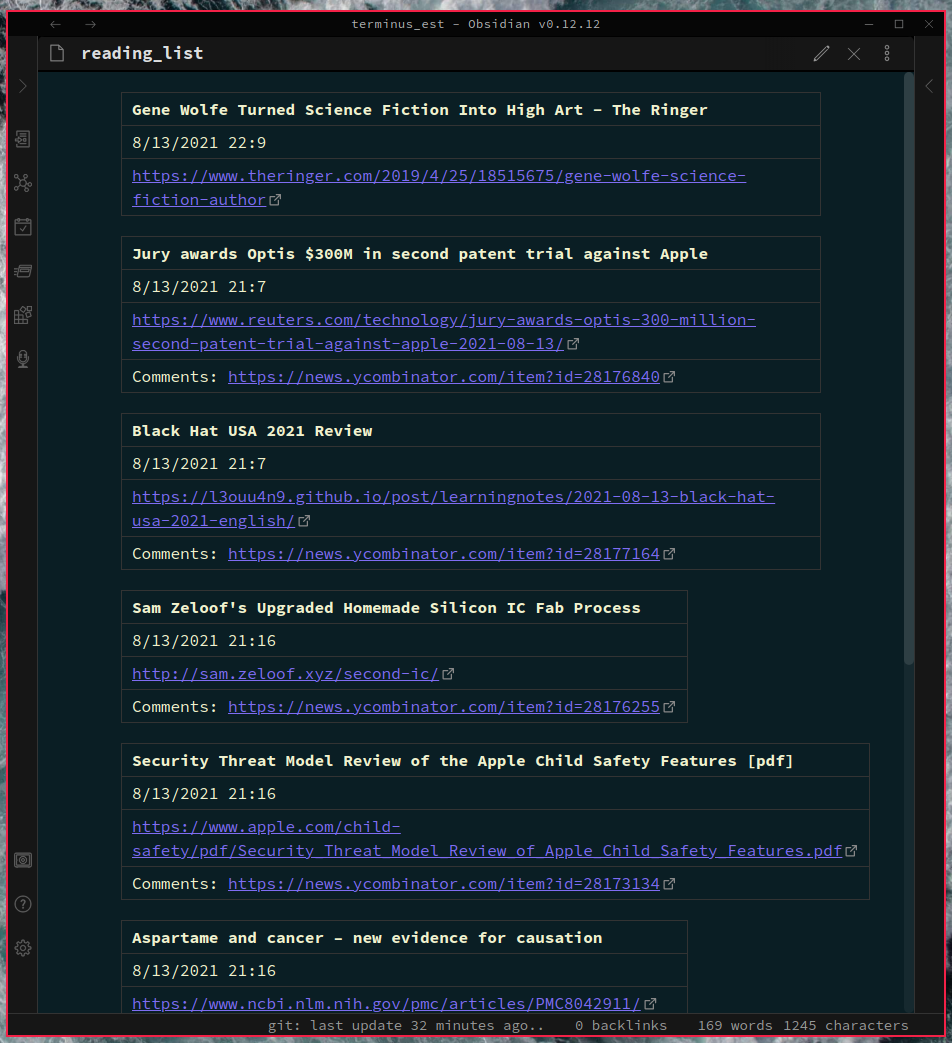 terminus_est - Obsidian v0.12.12
reading_list
Gene Wolfe Turned Science Fiction Into High Art - The Ringer
8/13/2021 22:9
https://www.theringer.com/2019/4/25/18515675/gene-wolfe-science-
fiction-author
Jury awards Optis $300M in second patent trial against Apple
8/13/2021 21:7
https://www.reuters.com/technology/jury-awards-optis-300-million-
second-patent-trial-against-apple-2021-08-13/
Comments: https://news.ycombinator.com/item?id=28176840
Black Hat USA 2021 Review
8/13/2021 21:7
https://l3ouu4n9.github.io/post/learningnotes/2021-08-13-black-hat-
usa-2021-english/
Comments: https://news.ycombinator.com/item?id=28177164
Sam Zeloof's Upgraded Homemade Silicon IC Fab Process
8/13/2021 21:16
http://sam.zeloof.xyz/second-ic/
Comments: https://news.ycombinator.com/item?id=28176255
Security Threat Model Review of the Apple Child Safety Features [pdf]
8/13/2021 21:16
https://www.apple.com/child-
safety/pdf/Security_Threat_Model_Review_of_Apple_Child_Safety_Features.pdf
Comments: https://news.ycombinator.com/item?id=28173134
Aspartame and cancer – new evidence for causation
8/13/2021 21:16
https://www.ncbi.nlm.nih.gov/pmc/articles/PMC8042911/
git: last update 32 minutes ago.. 0 backlinks 169 words 1245 characters